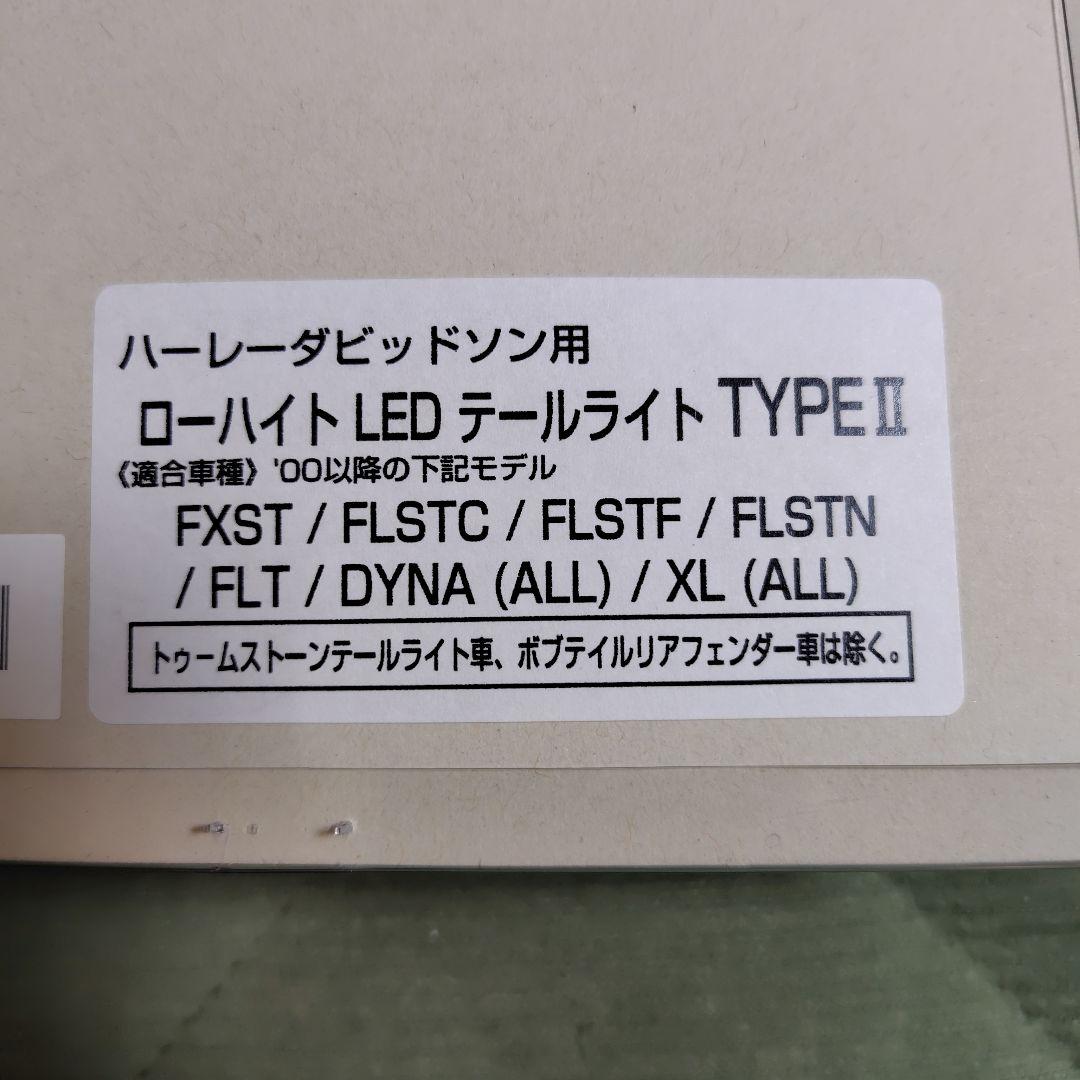 ハーレーダビッドソン用
ローハイト LED テールライト TYPEⅡ
《適合車種》 '00以降の下記モデル
FXST / FLSTC / FLSTF / FLSTN
/ FLT / DYNA (ALL) / XL (ALL)
トゥームストーンテールライト車、ボブテイルリアフェンダー車は除く。